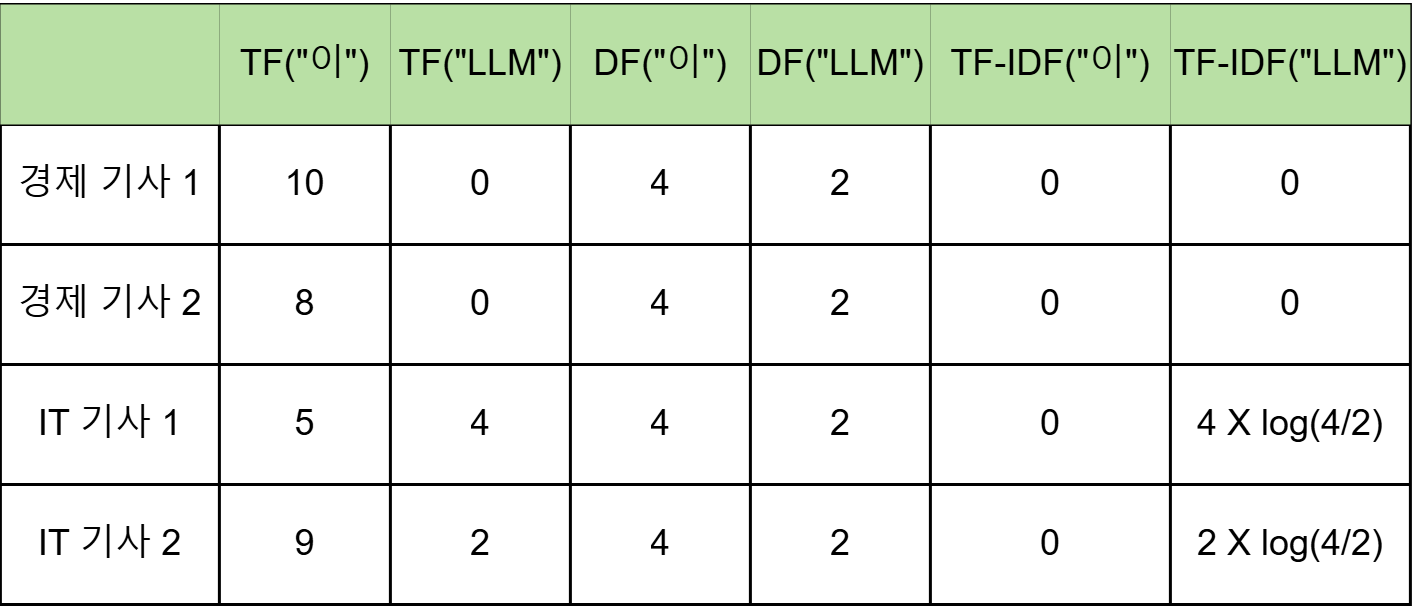 TF("이") TF("LLM") DF("이") DF("LLM") TF-IDF("이") TF-IDF("LLM")
경제 기사 1 10 0 4 2 0 0
경제 기사 2 8 0 4 2 0 0
IT 기사 1 5 4 4 2 0 4 X log(4/2)
IT 기사 2 9 2 4 2 0 2 X log(4/2)